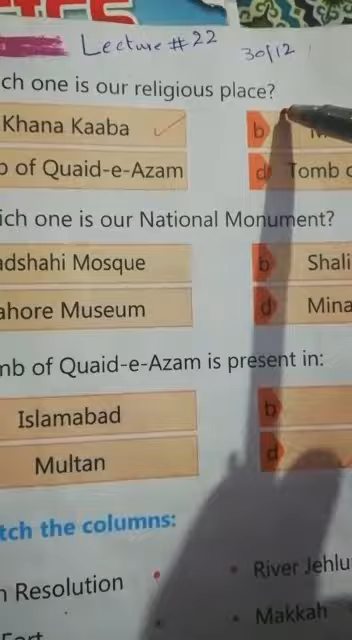 Lecture #22 30/12
ch one is our religious place?
Khana Kaaba b
b of Quaid-e-Azam d Tomb
ich one is our National Monument?
adshahi Mosque b Shali
ahore Museum d Mina
mb of Quaid-e-Azam is present in:
Islamabad b
Multan d
tch the columns:
River Jehlu
n Resolution
Makkah
Fort